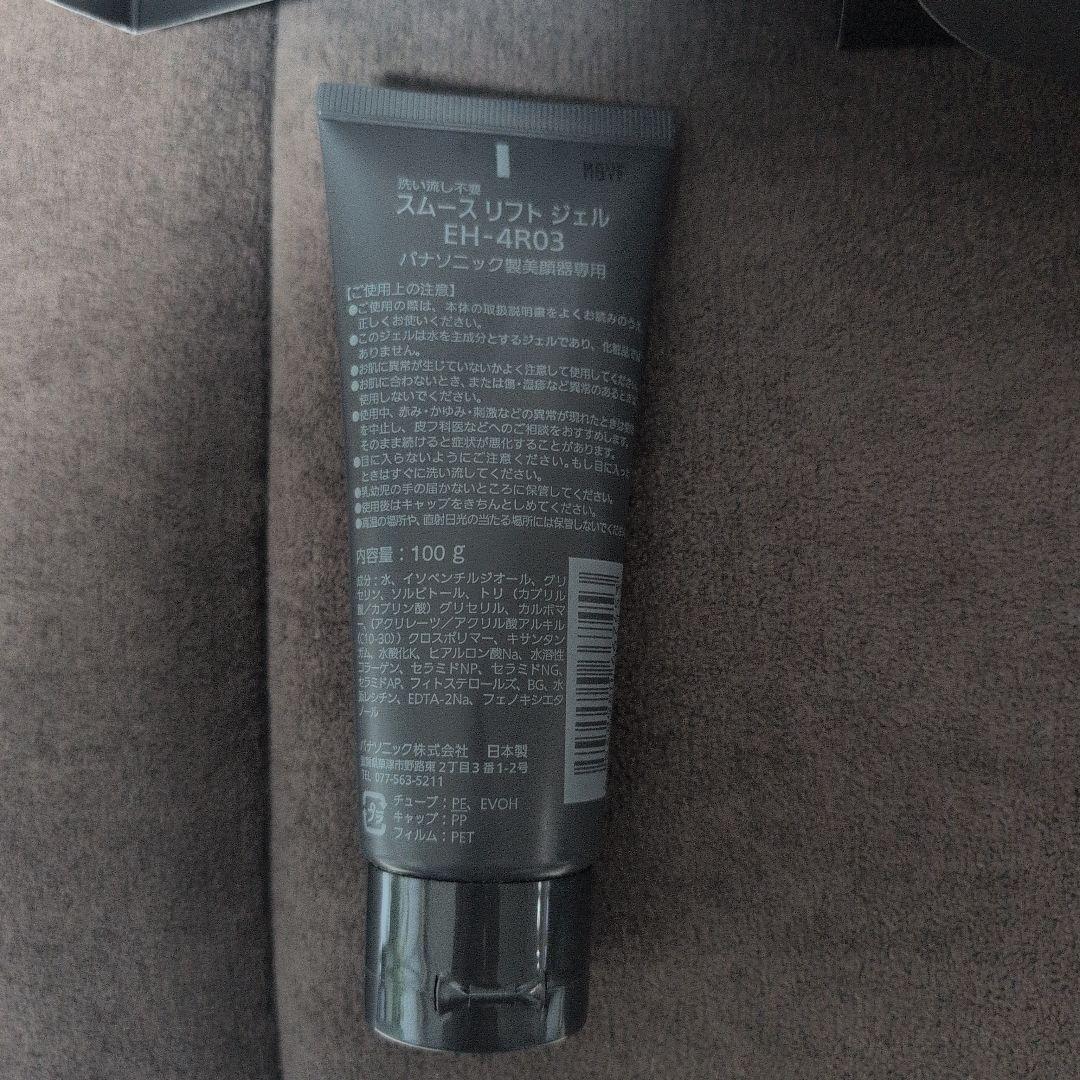 洗い流し不要
スムース リフト ジェル
EH-4R03
パナソニック製美顔器専用
【ご使用上の注意】
●ご使用の際は、本体の取扱説明書をよくお読みのうえ
正しくお使いください。
●このジェルは水を主成分とするジェルであり、化粧品では
ありません。
●お肌に異常が生じていないかよく注意して使用してください。
●お肌に合わないとき、または傷・湿疹など異常のあるときは
使用しないでください。
●使用中、赤み・かゆみ・刺激などの異常が現れたときは使用
を中止し、皮フ科医などへのご相談をおすすめします。
そのまま続けると症状が悪化することがあります。
●目に入らないようにご注意ください。もし目に入った
ときはすぐに洗い流してください。
●乳幼児の手の届かないところに保管してください。
●使用後はキャップをきちんとしめてください。
●高温の場所や、直射日光の当たる場所には保管しないでください。
内容量：100 g
成分：水、イソペンチルジオール、グリ
セリン、ソルビトール、トリ（カプリル
酸／カプリン酸）グリセリル、カルボマ
ー、（アクリレーツ／アクリル酸アルキル
(C10-30)）クロスポリマー、キサンタン
ガム、水酸化K、ヒアルロン酸Na、水溶性
コラーゲン、セラミドNP、セラミドNG、
セラミドAP、フィトステロールズ、BG、水
添レシチン、EDTA-2Na、フェノキシエタ
ノール
パナソニック株式会社　日本製
滋賀県草津市野路東2丁目3番1-2号
TEL 077-563-5211
プラ
チューブ：PE、EVOH
キャップ：PP
フィルム：PET